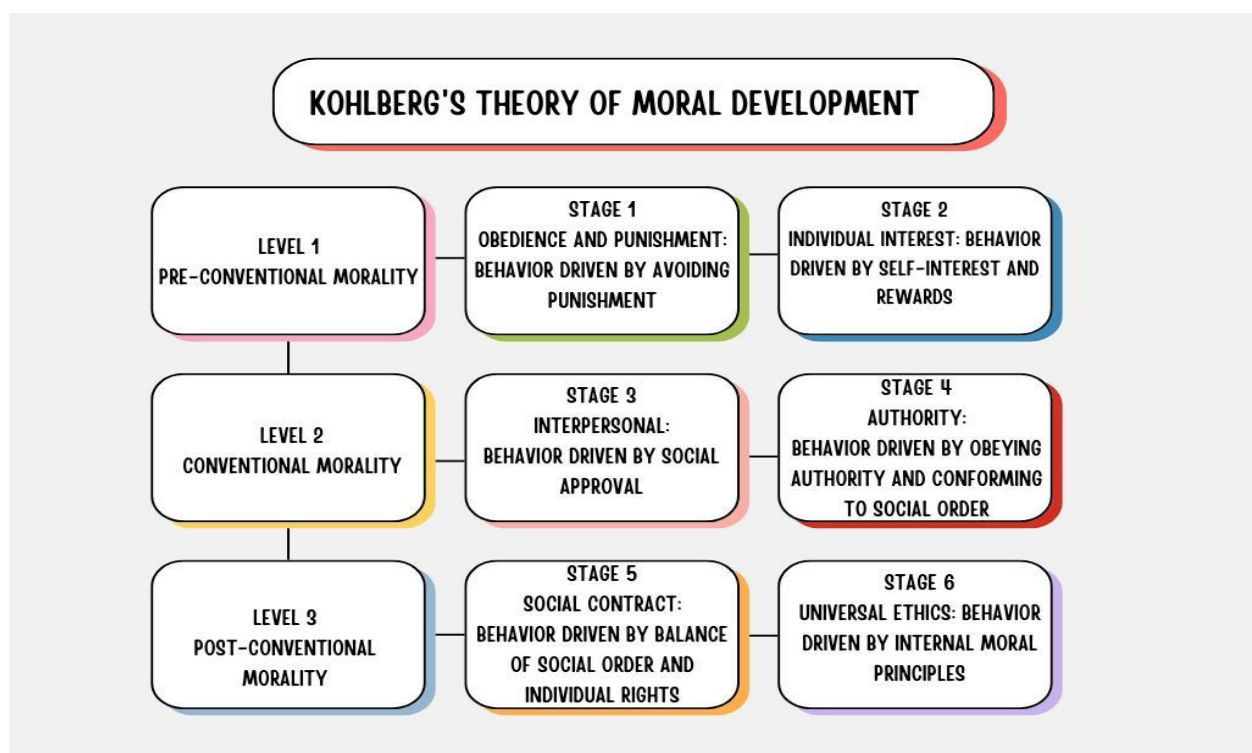 KOHLBERG'S THEORY OF MORAL DEVELOPMENT
LEVEL 1
PRE-CONVENTIONAL MORALITY
STAGE 1
OBEDIENCE AND PUNISHMENT:
BEHAVIOR DRIVEN BY AVOIDING
PUNISHMENT
STAGE 2
INDIVIDUAL INTEREST: BEHAVIOR
DRIVEN BY SELF-INTEREST AND
REWARDS
LEVEL 2
CONVENTIONAL MORALITY
STAGE 3
INTERPERSONAL:
BEHAVIOR DRIVEN BY SOCIAL
APPROVAL
STAGE 4
AUTHORITY:
BEHAVIOR DRIVEN BY OBEYING
AUTHORITY AND CONFORMING
TO SOCIAL ORDER
LEVEL 3
POST-CONVENTIONAL
MORALITY
STAGE 5
SOCIAL CONTRACT:
BEHAVIOR DRIVEN BY BALANCE
OF SOCIAL ORDER AND
INDIVIDUAL RIGHTS
STAGE 6
UNIVERSAL ETHICS: BEHAVIOR
DRIVEN BY INTERNAL MORAL
PRINCIPLES